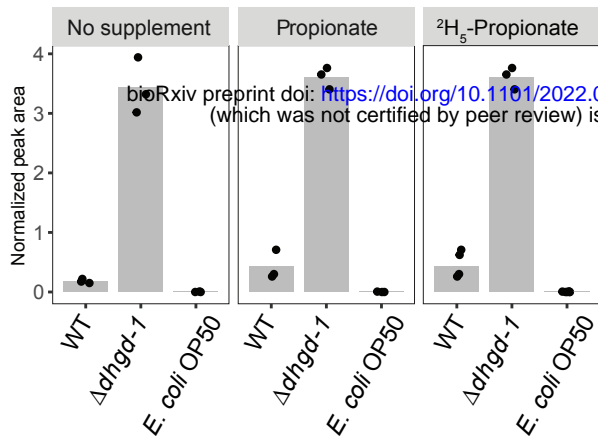 No supplement
Propionate
²H₅-Propionate
Normalized peak area
4
3
2
1
0
bioRxiv preprint doi: https://doi.org/10.1101/2022.0
(which was not certified by peer review) is
WT
Δdhgd-1
E. coli OP50
WT
Δdhgd-1
E. coli OP50
WT
Δdhgd-1
E. coli OP50